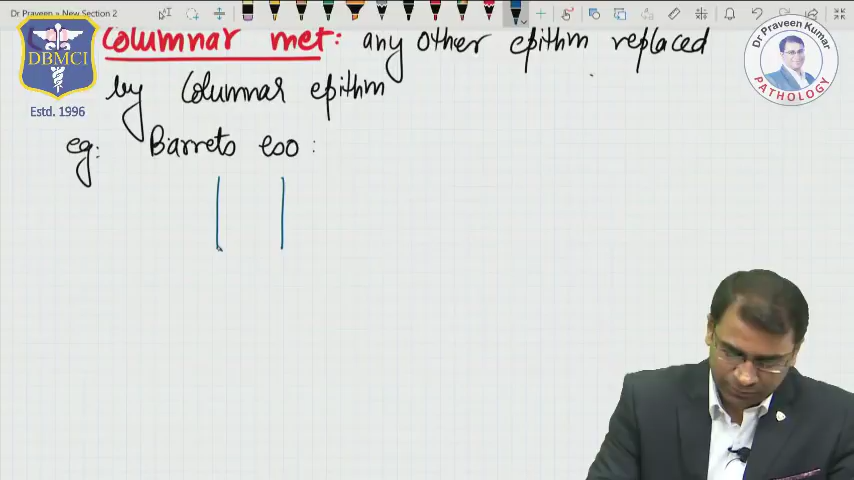 Dr Praveen » New Section 2
Columnar met: any other epithm replaced
by Columnar epithm
eg: Barrets eso:
DBMCI
Estd. 1996
Dr Praveen Kumar
PATHOLOGY